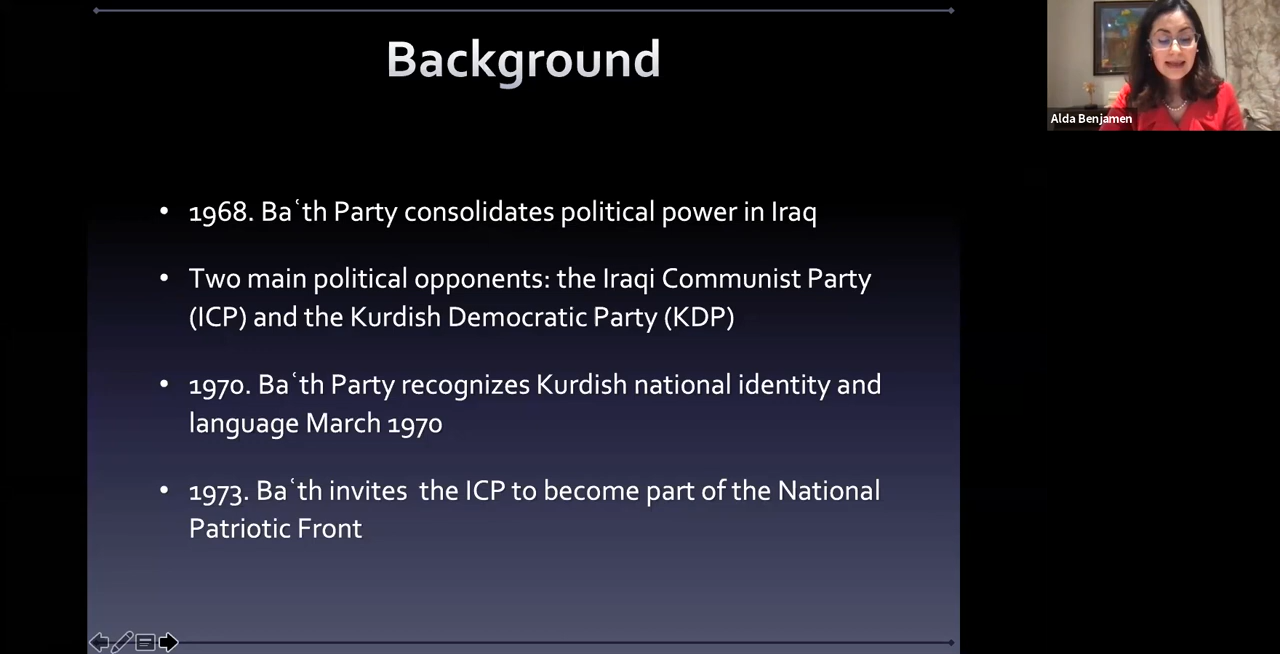 Background
Alda Benjamen
• 1968. Baʿth Party consolidates political power in Iraq
• Two main political opponents: the Iraqi Communist Party
(ICP) and the Kurdish Democratic Party (KDP)
• 1970. Baʿth Party recognizes Kurdish national identity and
language March 1970
• 1973. Baʿth invites  the ICP to become part of the National
Patriotic Front